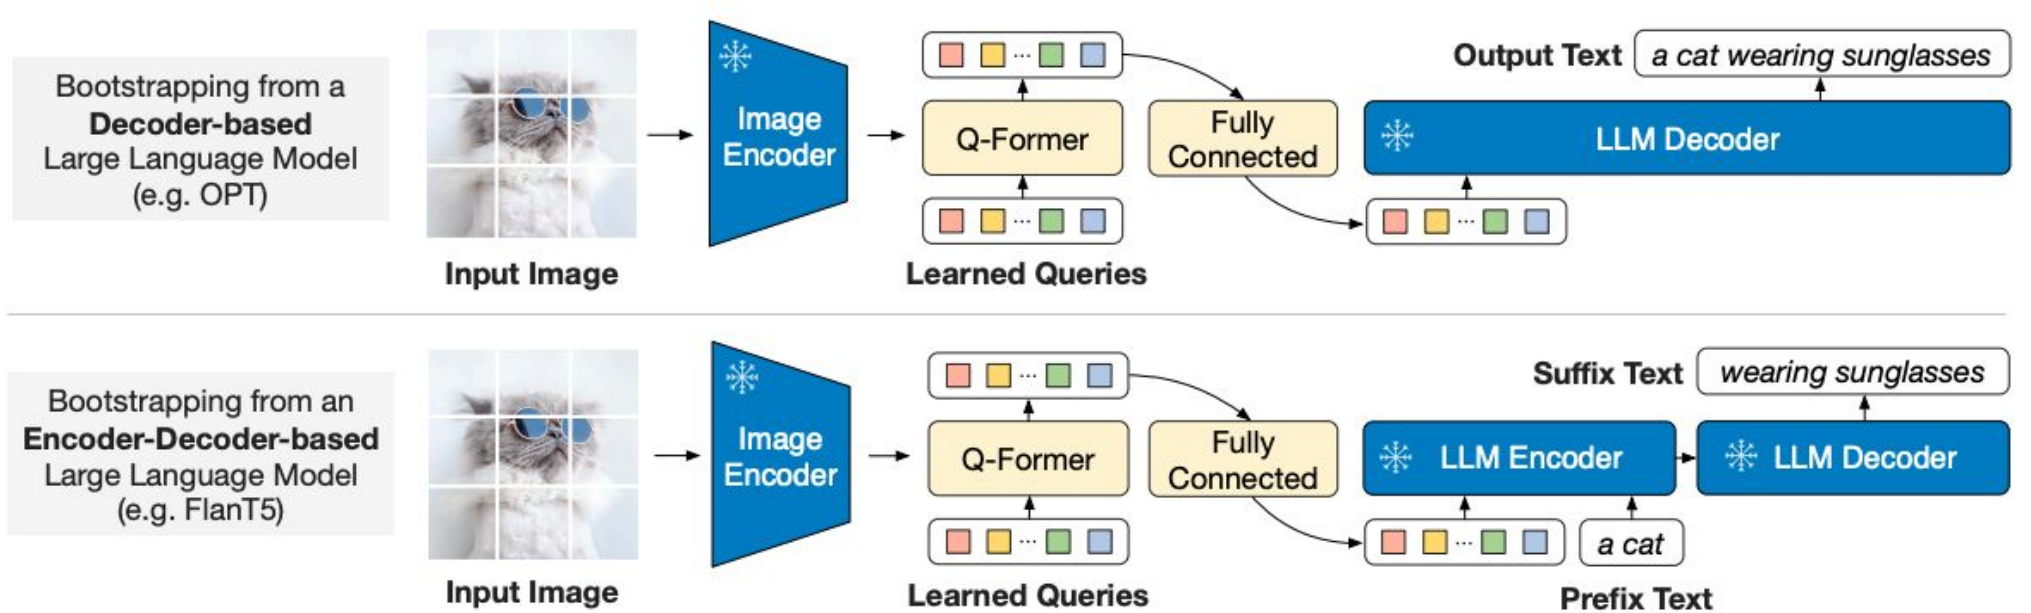 Bootstrapping from a
Decoder-based
Large Language Model
(e.g. OPT)
Input Image
Image
Encoder
...
Q-Former
...
Learned Queries
Fully
Connected
Output Text
a cat wearing sunglasses
LLM Decoder
...
Bootstrapping from an
Encoder-Decoder-based
Large Language Model
(e.g. FlanT5)
Input Image
Image
Encoder
...
Q-Former
...
Learned Queries
Fully
Connected
Suffix Text
wearing sunglasses
LLM Encoder
LLM Decoder
...
a cat
Prefix Text